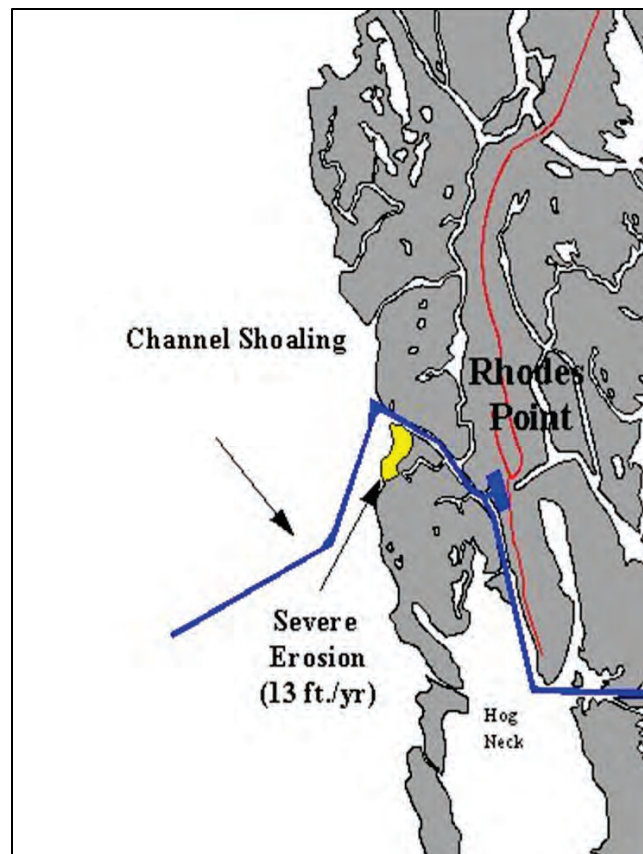 Channel Shoaling
Rhodes
Point
Severe
Erosion
(13 ft./yr)
Hog
Neck